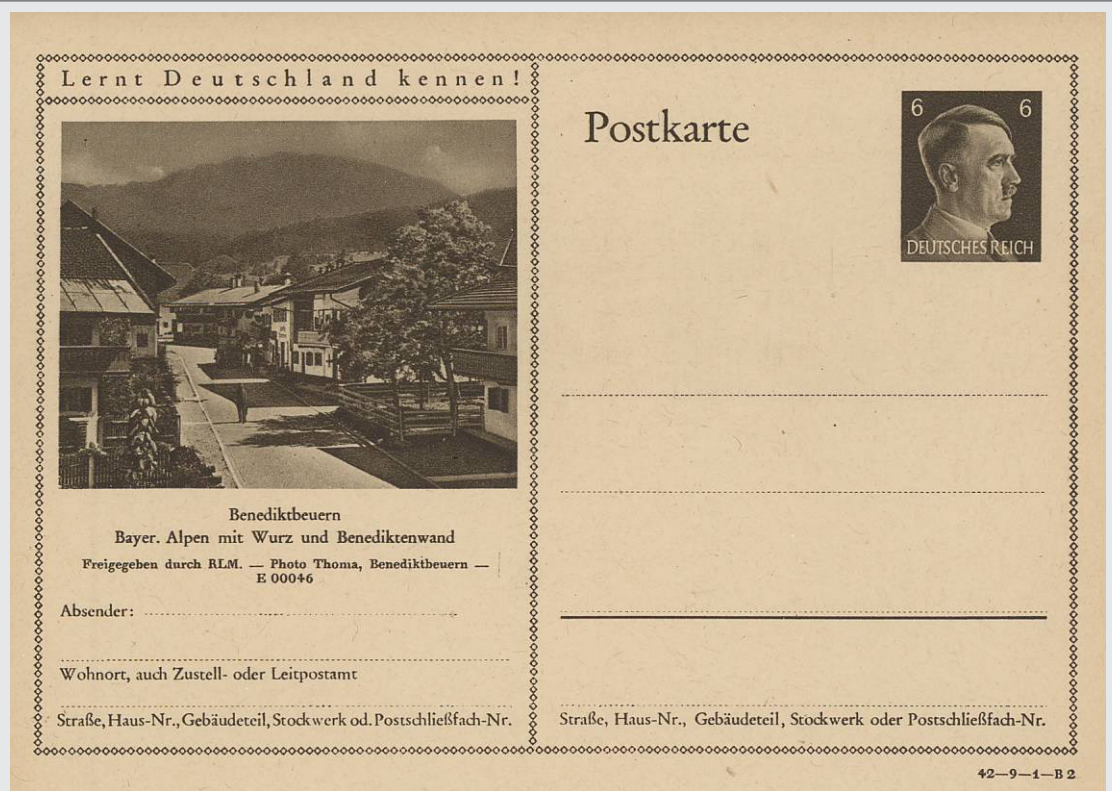 Lernt Deutschland kennen!
Postkarte
6 6
DEUTSCHES REICH
Benediktbeuern
Bayer. Alpen mit Wurz und Benediktenwand
Freigegeben durch RLM. — Photo Thoma, Benediktbeuern —
E 00046
Absender:
Wohnort, auch Zustell- oder Leitpostamt
Straße, Haus-Nr., Gebäudeteil, Stockwerk od. Postschließfach-Nr.
Straße, Haus-Nr., Gebäudeteil, Stockwerk oder Postschließfach-Nr.
42—9—1—B 2